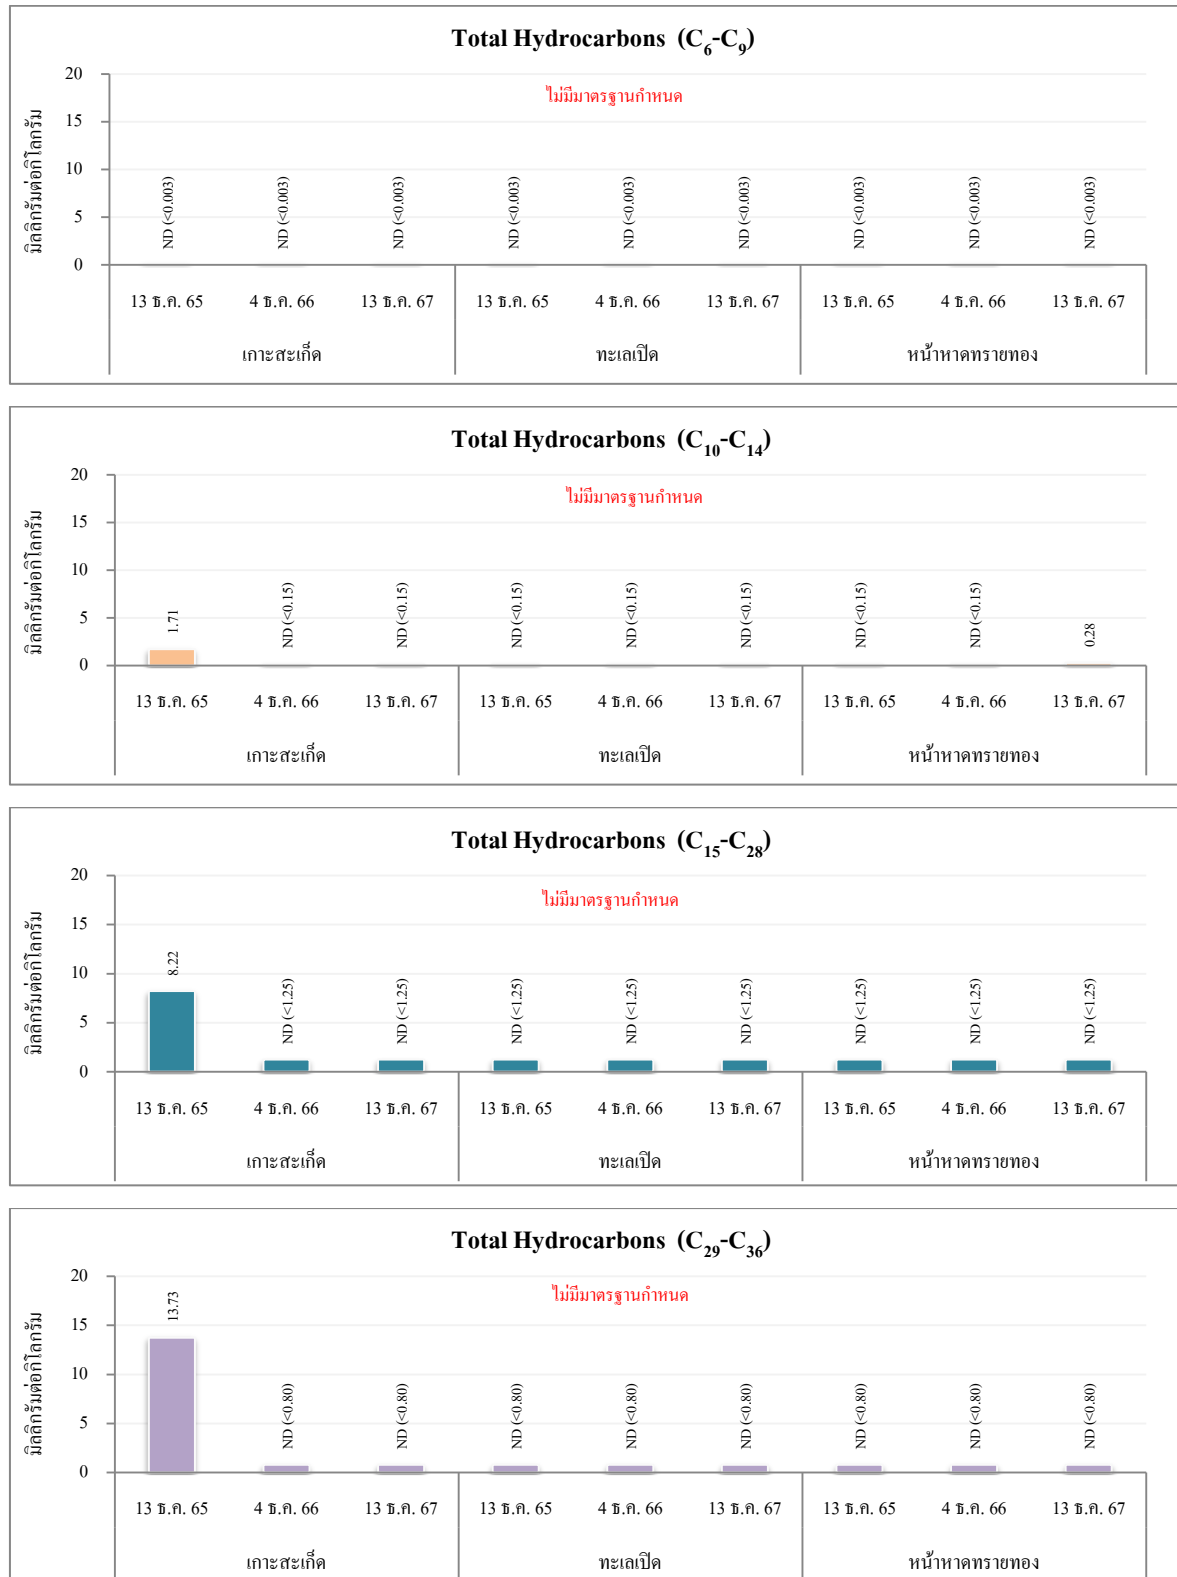 Total Hydrocarbons (C₆-C₉)
มิลลิกรัมต่อกิโลกรัม
20
ไม่มีมาตรฐานกำหนด
15
10
5
0
ND (<0.003) ND (<0.003) ND (<0.003) ND (<0.003) ND (<0.003) ND (<0.003) ND (<0.003) ND (<0.003) ND (<0.003)
13 ธ.ค. 65 4 ธ.ค. 66 13 ธ.ค. 67 13 ธ.ค. 65 4 ธ.ค. 66 13 ธ.ค. 67 13 ธ.ค. 65 4 ธ.ค. 66 13 ธ.ค. 67
เกาะสะเก็ด ทะเลเปิด หน้าหาดทรายทอง
Total Hydrocarbons (C₁₀-C₁₄)
มิลลิกรัมต่อกิโลกรัม
20
ไม่มีมาตรฐานกำหนด
15
10
5
0
1.71 ND (<0.15) ND (<0.15) ND (<0.15) ND (<0.15) ND (<0.15) ND (<0.15) ND (<0.15) 0.28
13 ธ.ค. 65 4 ธ.ค. 66 13 ธ.ค. 67 13 ธ.ค. 65 4 ธ.ค. 66 13 ธ.ค. 67 13 ธ.ค. 65 4 ธ.ค. 66 13 ธ.ค. 67
เกาะสะเก็ด ทะเลเปิด หน้าหาดทรายทอง
Total Hydrocarbons (C₁₅-C₂₈)
มิลลิกรัมต่อกิโลกรัม
20
ไม่มีมาตรฐานกำหนด
15
10
5
0
8.22 ND (<1.25) ND (<1.25) ND (<1.25) ND (<1.25) ND (<1.25) ND (<1.25) ND (<1.25) ND (<1.25)
13 ธ.ค. 65 4 ธ.ค. 66 13 ธ.ค. 67 13 ธ.ค. 65 4 ธ.ค. 66 13 ธ.ค. 67 13 ธ.ค. 65 4 ธ.ค. 66 13 ธ.ค. 67
เกาะสะเก็ด ทะเลเปิด หน้าหาดทรายทอง
Total Hydrocarbons (C₂₉-C₃₆)
มิลลิกรัมต่อกิโลกรัม
20
ไม่มีมาตรฐานกำหนด
15
10
5
0
13.73 ND (<0.80) ND (<0.80) ND (<0.80) ND (<0.80) ND (<0.80) ND (<0.80) ND (<0.80) ND (<0.80)
13 ธ.ค. 65 4 ธ.ค. 66 13 ธ.ค. 67 13 ธ.ค. 65 4 ธ.ค. 66 13 ธ.ค. 67 13 ธ.ค. 65 4 ธ.ค. 66 13 ธ.ค. 67
เกาะสะเก็ด ทะเลเปิด หน้าหาดทรายทอง